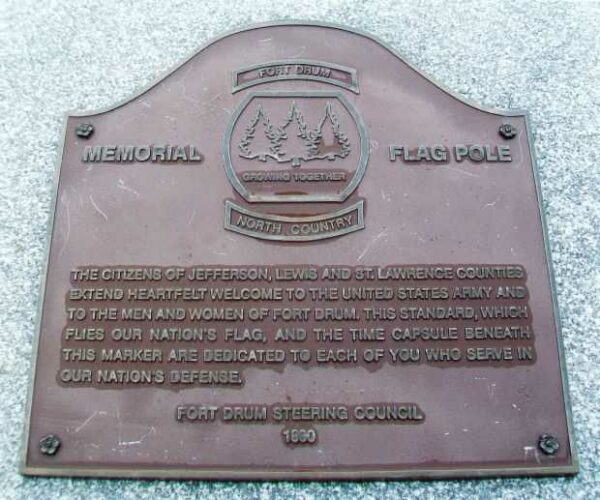 FORT DRUM
MEMORIAL FLAG POLE
GROWING TOGETHER
NORTH COUNTRY
THE CITIZENS OF JEFFERSON, LEWIS AND ST. LAWRENCE COUNTIES
EXTEND HEARTFELT WELCOME TO THE UNITED STATES ARMY AND
TO THE MEN AND WOMEN OF FORT DRUM. THIS STANDARD, WHICH
FLIES OUR NATION'S FLAG, AND THE TIME CAPSULE BENEATH
THIS MARKER ARE DEDICATED TO EACH OF YOU WHO SERVE IN
OUR NATION'S DEFENSE.
FORT DRUM STEERING COUNCIL
1990